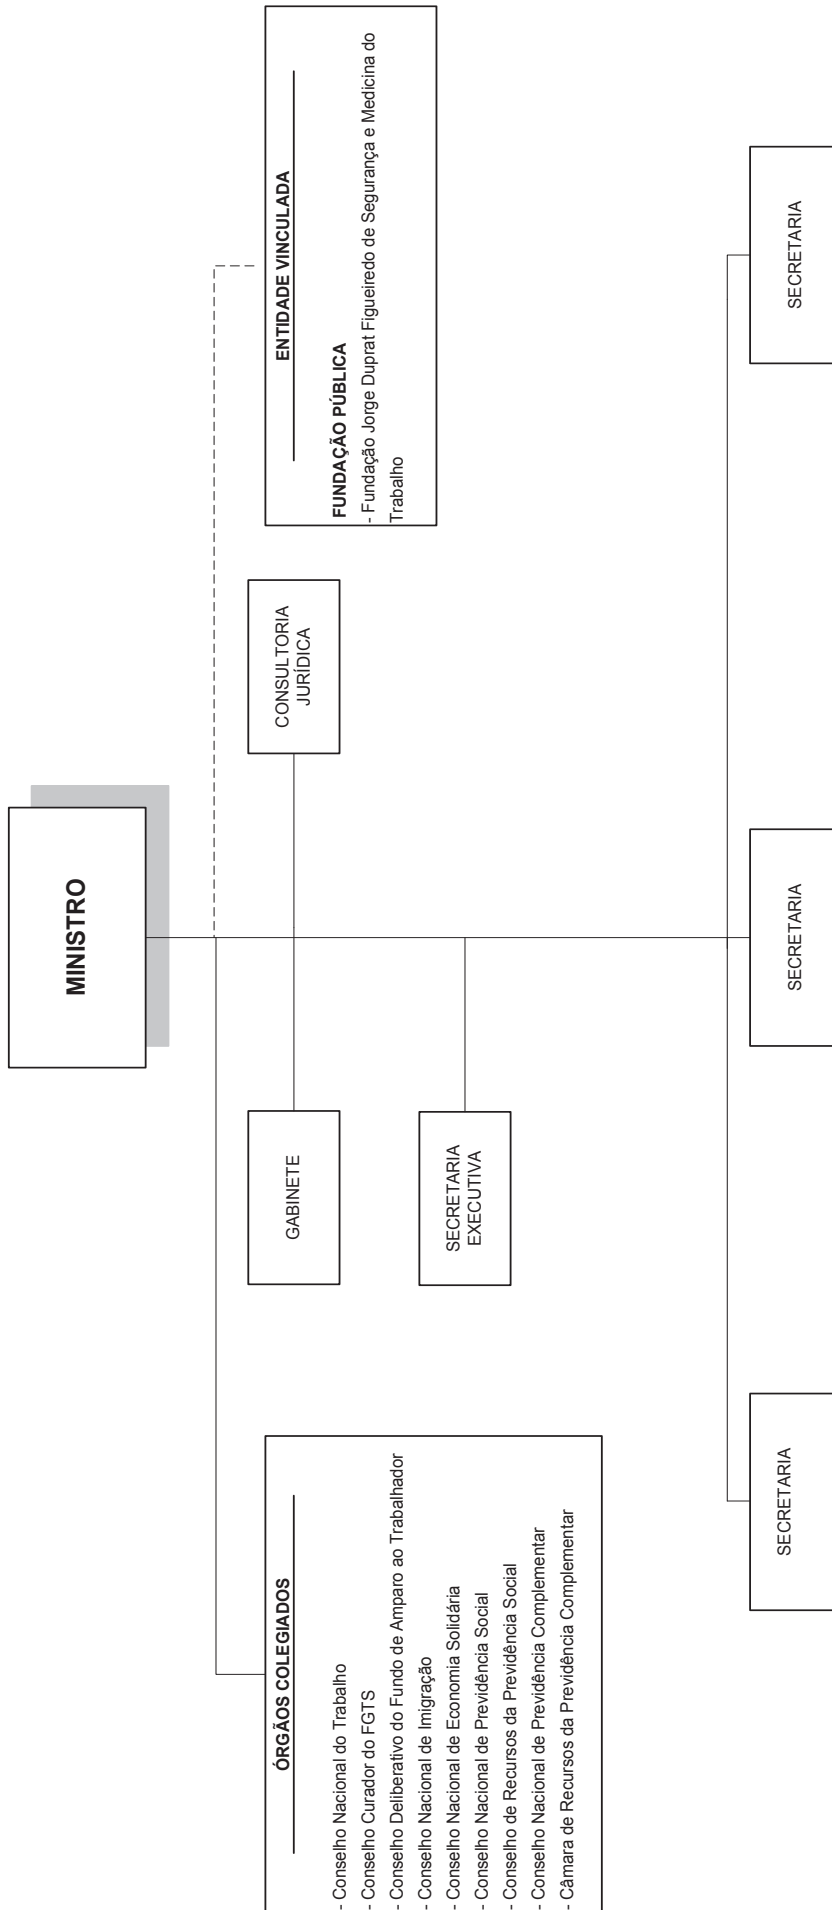 MINISTRO
ÓRGÃOS COLEGIADOS
- Conselho Nacional do Trabalho
- Conselho Curador do FGTS
- Conselho Deliberativo do Fundo de Amparo ao Trabalhador
- Conselho Nacional de Imigração
- Conselho Nacional de Economia Solidária
- Conselho Nacional de Previdência Social
- Conselho de Recursos da Previdência Social
- Conselho Nacional de Previdência Complementar
- Câmara de Recursos da Previdência Complementar
GABINETE
CONSULTORIA
JURÍDICA
ENTIDADE VINCULADA
FUNDAÇÃO PÚBLICA
- Fundação Jorge Duprat Figueiredo de Segurança e Medicina do
Trabalho
SECRETARIA
EXECUTIVA
SECRETARIA
SECRETARIA
SECRETARIA